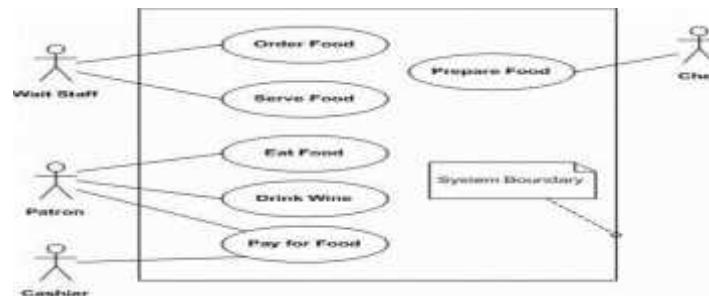 Order Food
Prepare Food
Wait Staff
Serve Food
Eat Food
System Boundary
Drink Wine
Patron
Pay for Food
Cashier